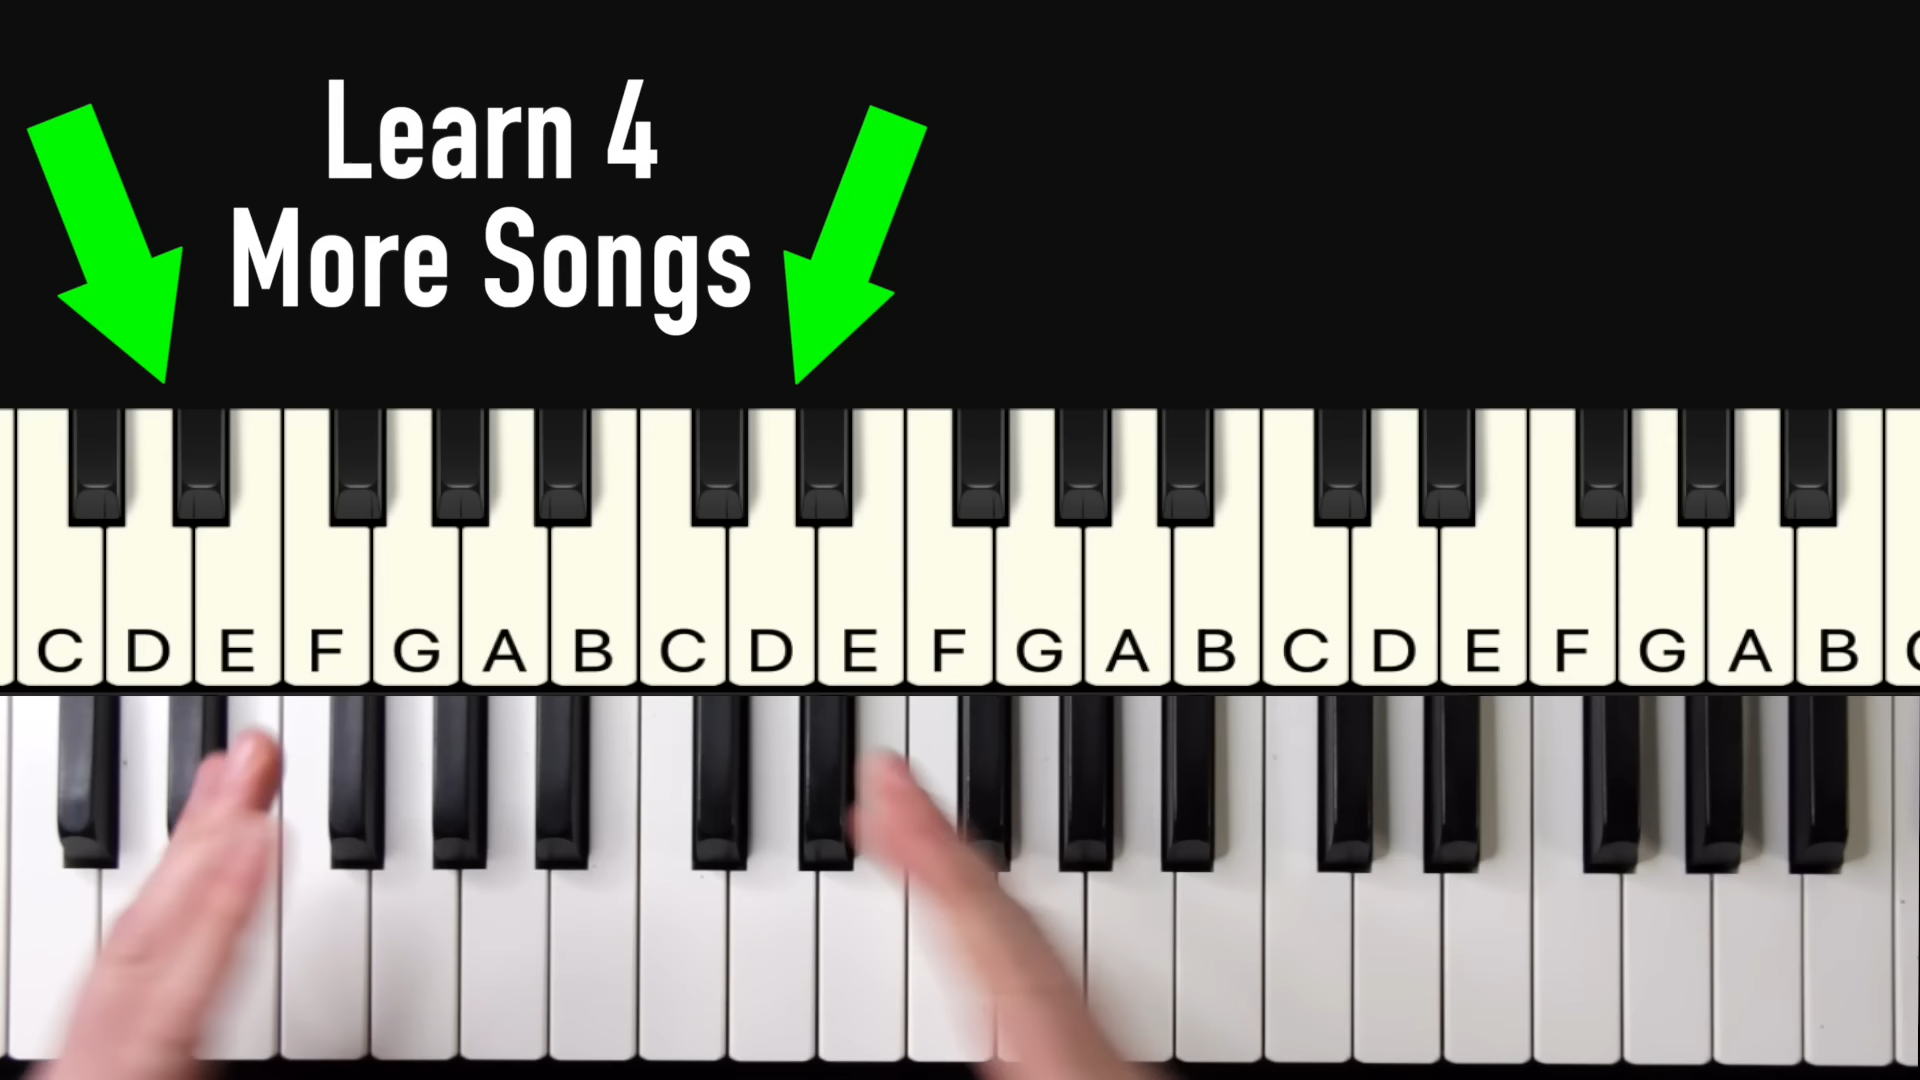 Learn 4
More Songs
C D E F G A B C D E F G A B C D E F G A B